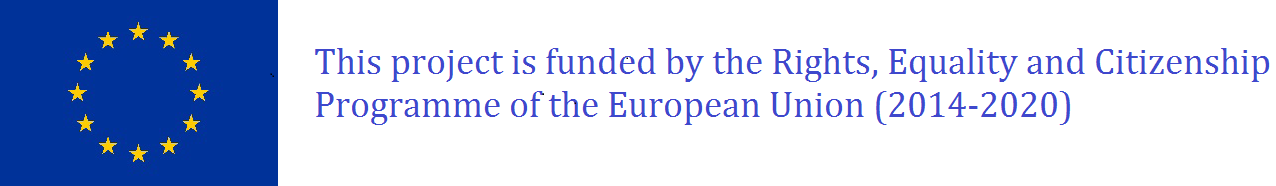 This project is funded by the Rights, Equality and Citizenship
Programme of the European Union (2014-2020)